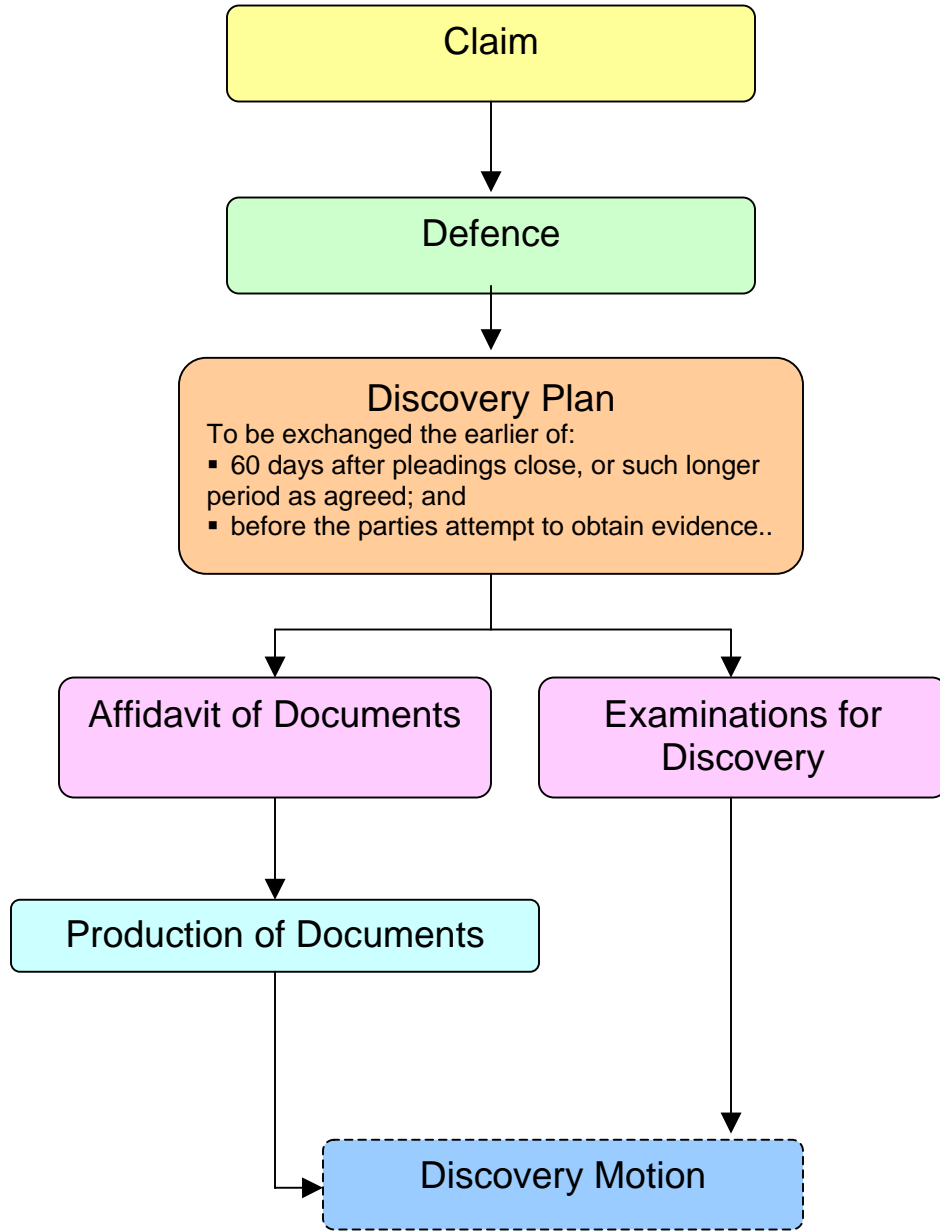 Claim
Defence
Discovery Plan
To be exchanged the earlier of:
▪ 60 days after pleadings close, or such longer
period as agreed; and
▪ before the parties attempt to obtain evidence..
Affidavit of Documents
Examinations for
Discovery
Production of Documents
Discovery Motion